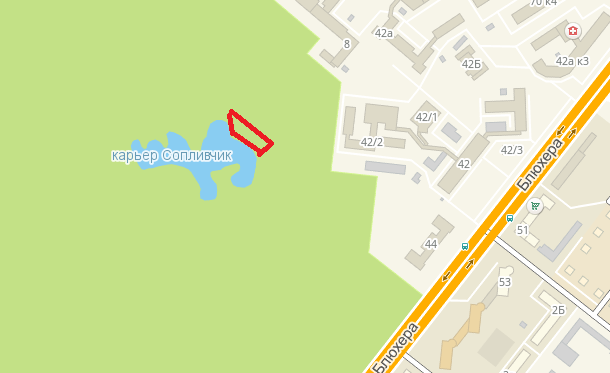 70 к4
42а
8
42Б
42а к3
42/1
42/2
42/3
42
карьер Сопливчик
Блюхера
51
44
53
2Б
Блюхера